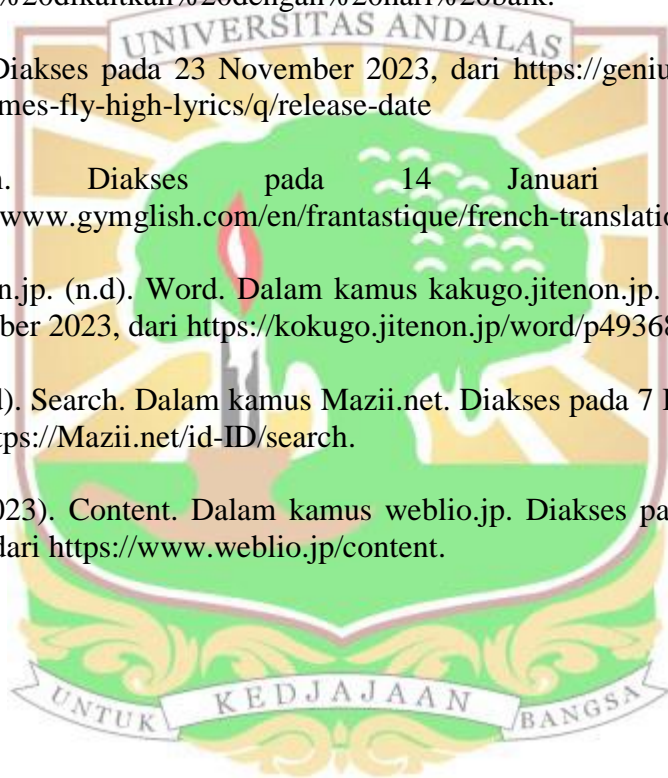 %20dikaitkan%20dengan%20hari%20baik.
UNIVERSITAS ANDALAS
Diakses pada 23 November 2023, dari https://geniu
mes-fly-high-lyrics/q/release-date
Diakses pada 14 Januari
www.gymglish.com/en/frantastique/french-translatio
n.jp. (n.d). Word. Dalam kamus kakugo.jitenon.jp.
ber 2023, dari https://kokugo.jitenon.jp/word/p49368
d). Search. Dalam kamus Mazii.net. Diakses pada 7
tps://Mazii.net/id-ID/search.
023). Content. Dalam kamus weblio.jp. Diakses pa
dari https://www.weblio.jp/content.
UNTUK KEDJAJAAN BANGSA